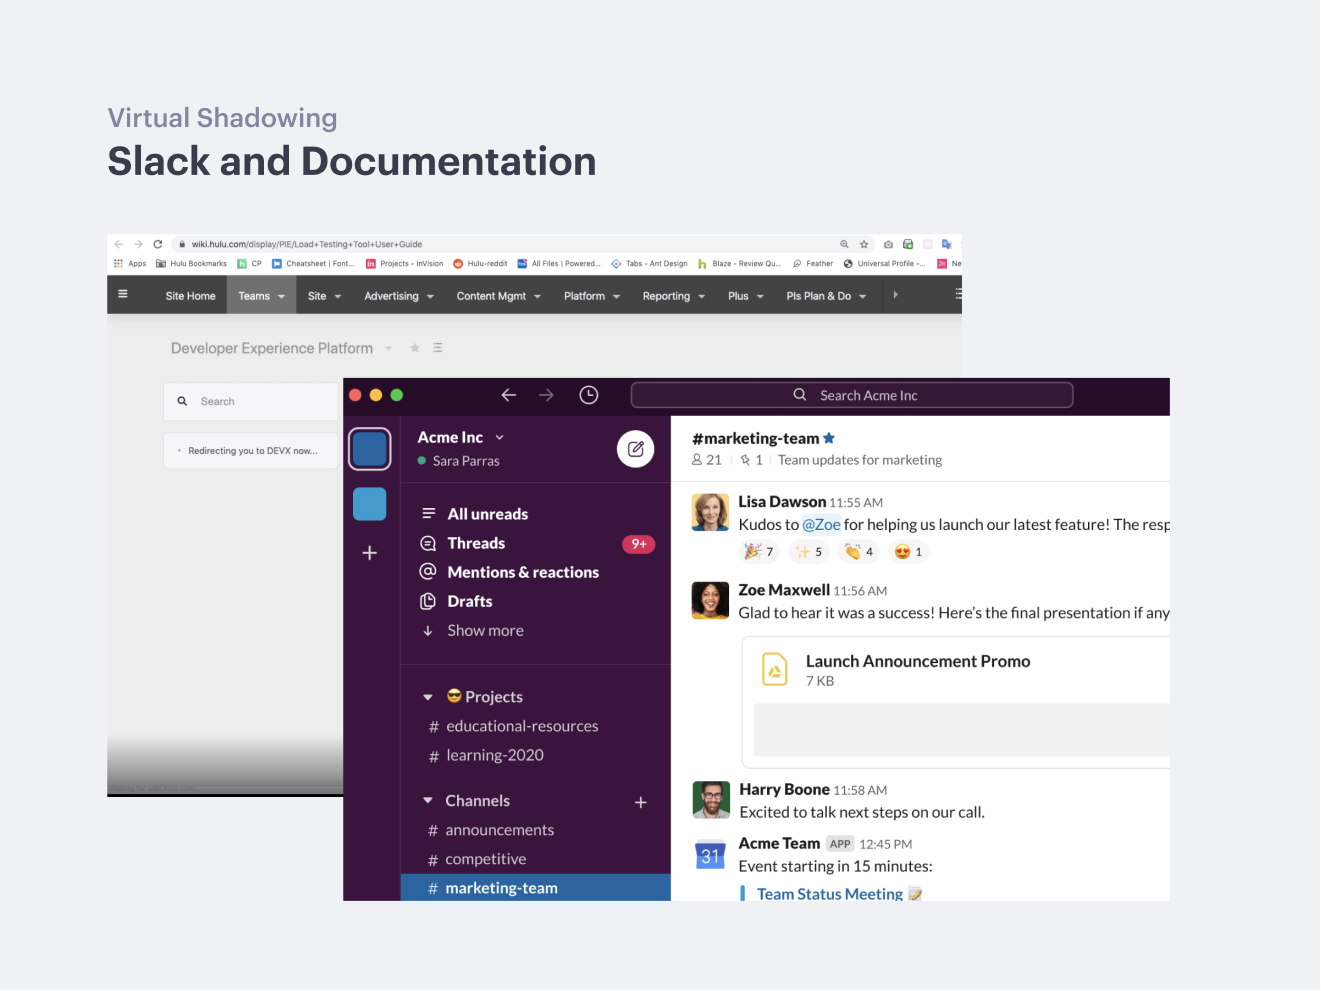 Virtual Shadowing
Slack and Documentation
wiki.hulu.com/display/PIE/Load+Testing+Tool+User+Guide
Apps Hulu Bookmarks CP Cheatsheet | Font... Projects - InVision Hulu-reddit All Files | Powered... Tabs - Ant Design Blaze - Review Qu... Feather Universal Profile -... Ne
Site Home Teams Site Advertising Content Mgmt Platform Reporting Plus PIs Plan & Do
Developer Experience Platform
Search
Redirecting you to DEVX now...
Waiting for wiki.hulu.com...
Search Acme Inc
Acme Inc
Sara Parras
All unreads
Threads 9+
Mentions & reactions
Drafts
Show more
😎 Projects
# educational-resources
# learning-2020
Channels +
# announcements
# competitive
# marketing-team
#marketing-team
21 | 1 | Team updates for marketing
Lisa Dawson 11:55 AM
Kudos to @Zoe for helping us launch our latest feature! The resp
🎉 7 ✨ 5 👏 4 😍 1
Zoe Maxwell 11:56 AM
Glad to hear it was a success! Here's the final presentation if any
Launch Announcement Promo
7 KB
Harry Boone 11:58 AM
Excited to talk next steps on our call.
31
Acme Team APP 12:45 PM
Event starting in 15 minutes:
Team Status Meeting 📝